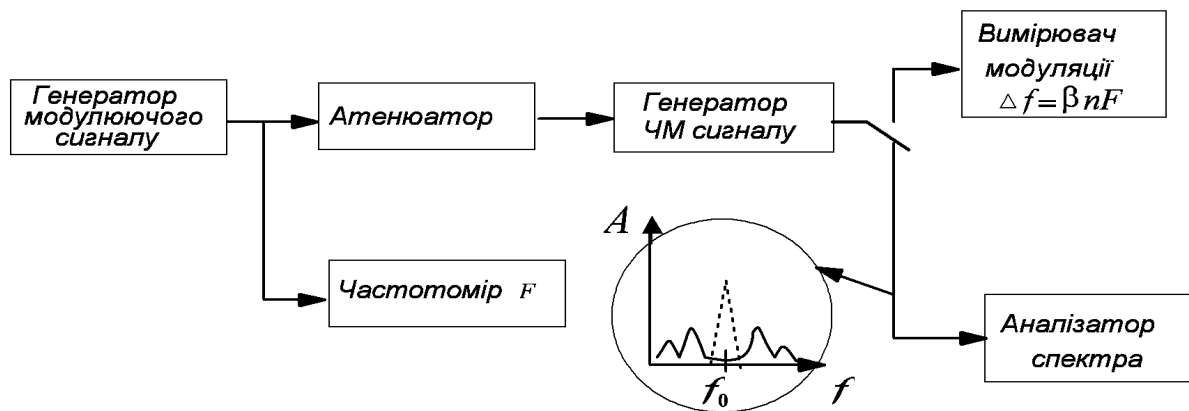 Генератор
модулюючого
сигналу
Атенюатор
Генератор
ЧМ сигналу
Вимірювач
модуляції
△f=βnF
Частотомір F
A
f₀
f
Аналізатор
спектра